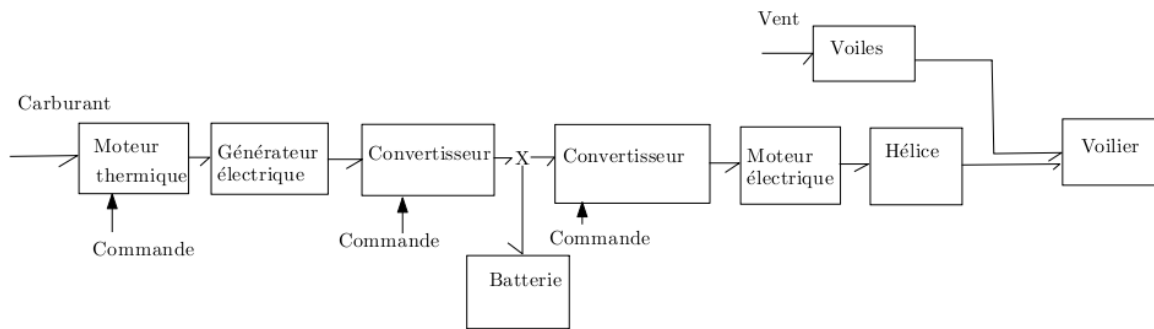 Vent
Voiles
Carburant
Moteur
thermique
Générateur
électrique
Convertisseur
X
Convertisseur
Moteur
électrique
Hélice
Voilier
Commande
Commande
Commande
Batterie